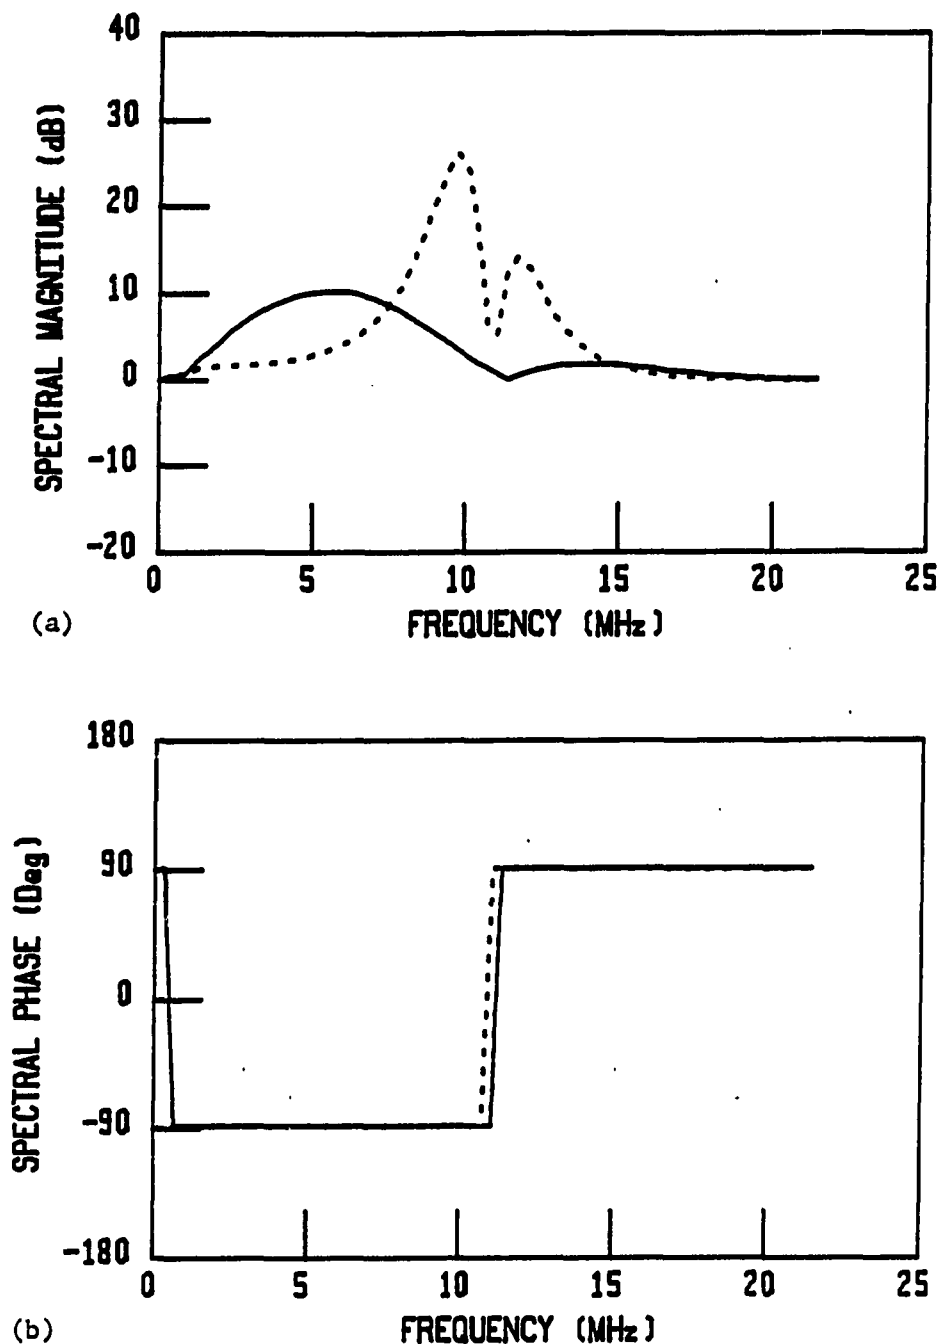 40
30
20
10
0
-10
-20
SPECTRAL MAGNITUDE (dB)
0 5 10 15 20 25
(a)
FREQUENCY (MHz)
180
90
0
-90
-180
SPECTRAL PHASE (Deg)
0 5 10 15 20 25
(b)
FREQUENCY (MHz)